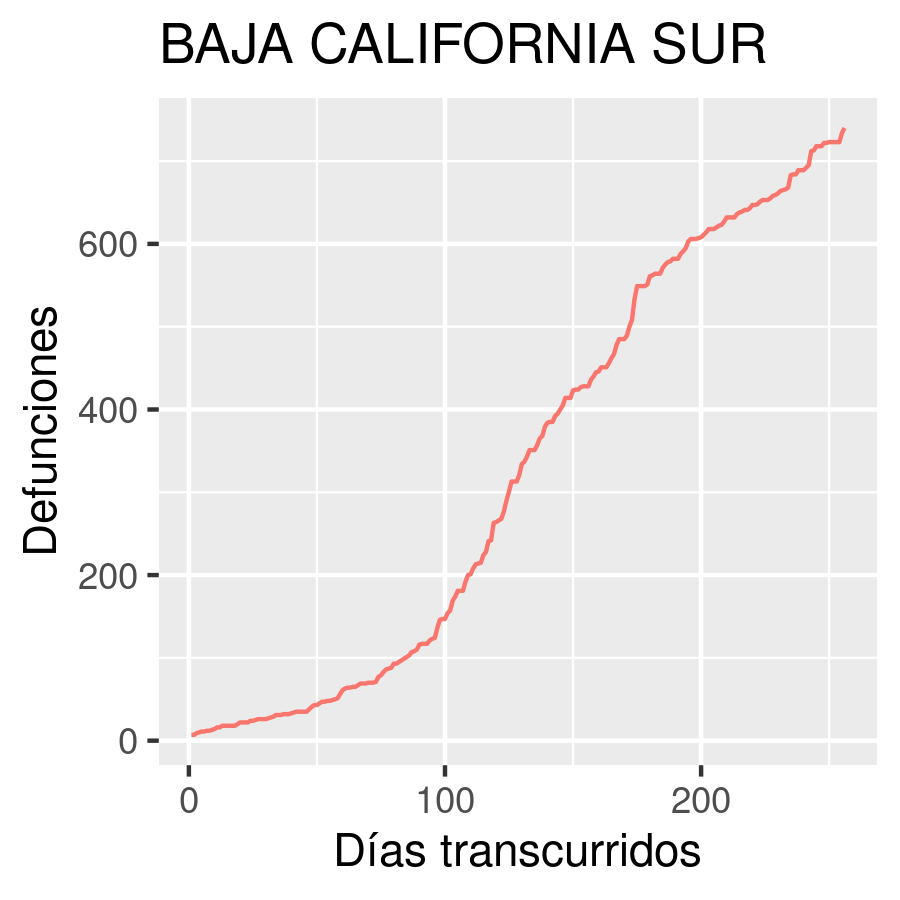 BAJA CALIFORNIA SUR
Defunciones
600
400
200
0
0 100 200
Días transcurridos